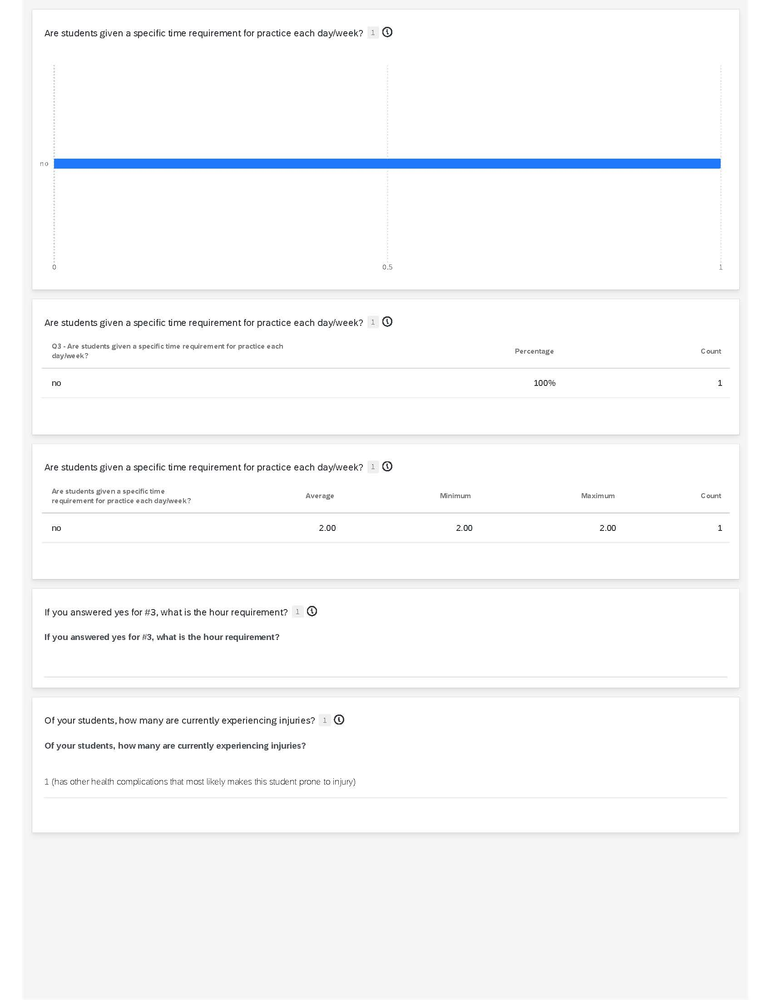 Are students given a specific time requirement for practice each day/week? 1
no
0 0.5 1
Are students given a specific time requirement for practice each day/week? 1
Q3 - Are students given a specific time requirement for practice each
day/week?
Percentage Count
no 100% 1
Are students given a specific time requirement for practice each day/week? 1
Are students given a specific time
requirement for practice each day/week?
Average Minimum Maximum Count
no 2.00 2.00 2.00 1
If you answered yes for #3, what is the hour requirement? 1
If you answered yes for #3, what is the hour requirement?
Of your students, how many are currently experiencing injuries? 1
Of your students, how many are currently experiencing injuries?
1 (has other health complications that most likely makes this student prone to injury)